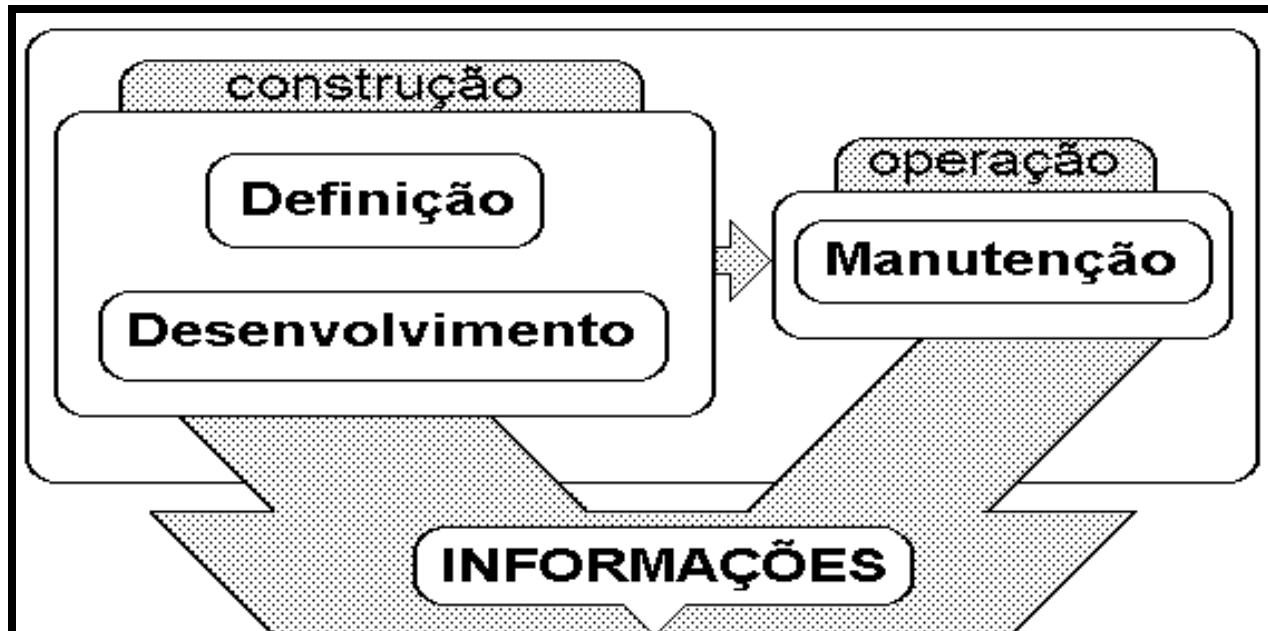 construção
Definição
Desenvolvimento
operação
Manutenção
INFORMAÇÕES